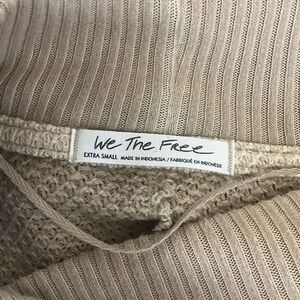 We The Free
EXTRA SMALL MADE IN INDONESIA / FABRIQUÉ EN INDONÉSIE